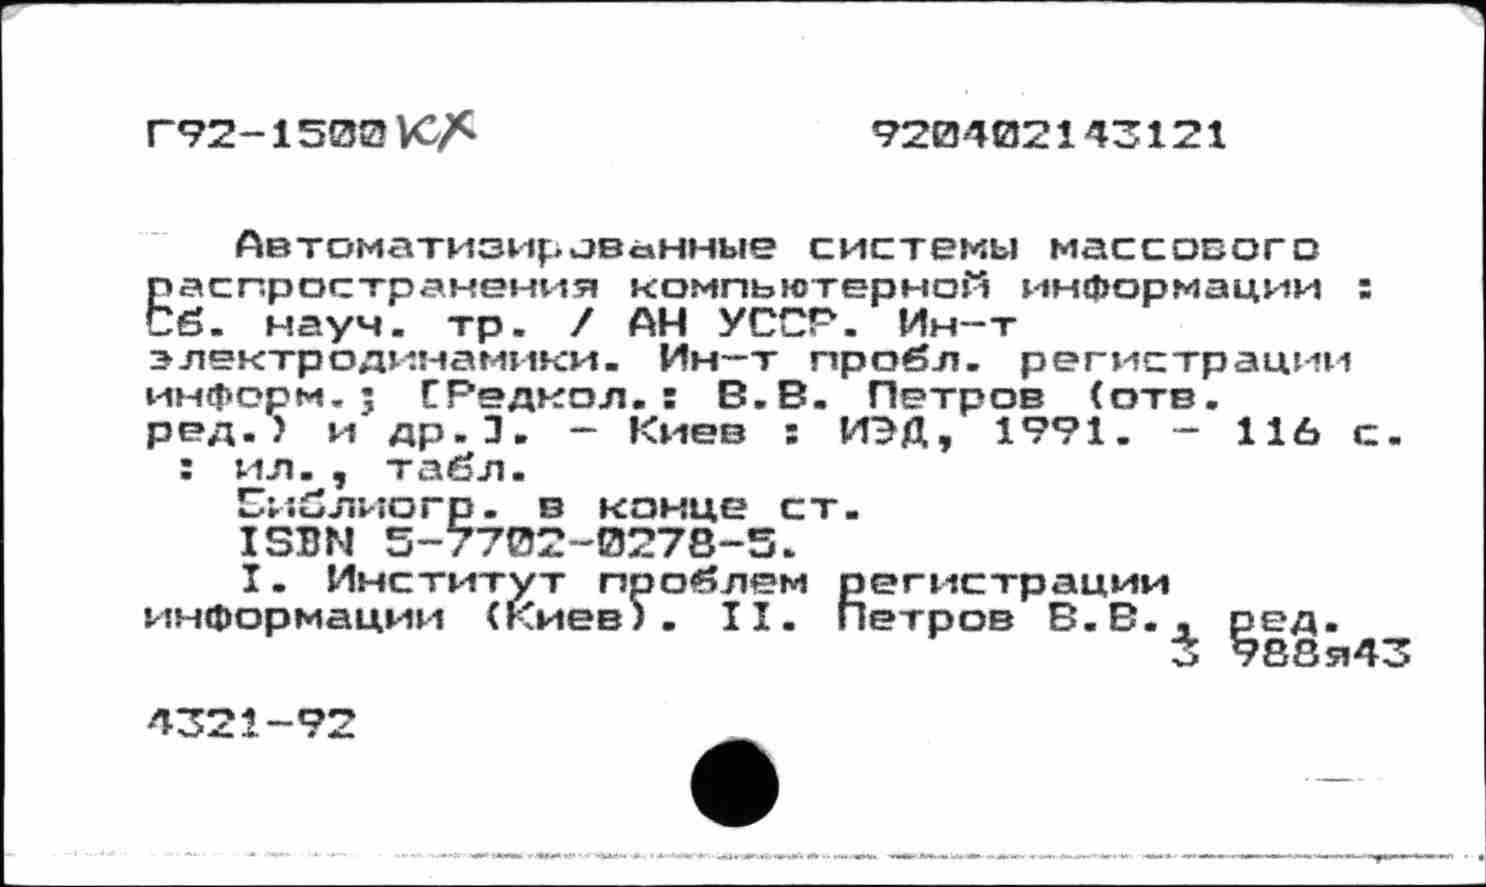 Г92-1500 КХ 920402143121
Автоматизированные системы массового
распространения компьютерной информации :
Сб. науч. тр. / АН УССР. Ин-т
электродинамики. Ин-т пробл. регистрации
информ.; [Редкол.: В.В. Петров (отв.
ред.) и др.]. - Киев : ИЭД, 1991. - 116 с.
: ил., табл.
Библиогр. в конце ст.
ISBN 5-7702-0278-5.
I. Институт проблем регистрации
информации (Киев). II. Петров В.В., ред.
З 988я43
4321-92